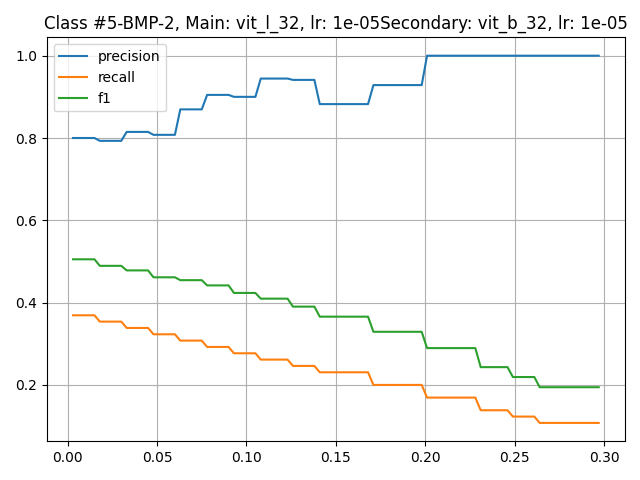 Class #5-BMP-2, Main: vit_l_32, lr: 1e-05Secondary: vit_b_32, lr: 1e-05
precision
recall
f1
1.0
0.8
0.6
0.4
0.2
0.00 0.05 0.10 0.15 0.20 0.25 0.30